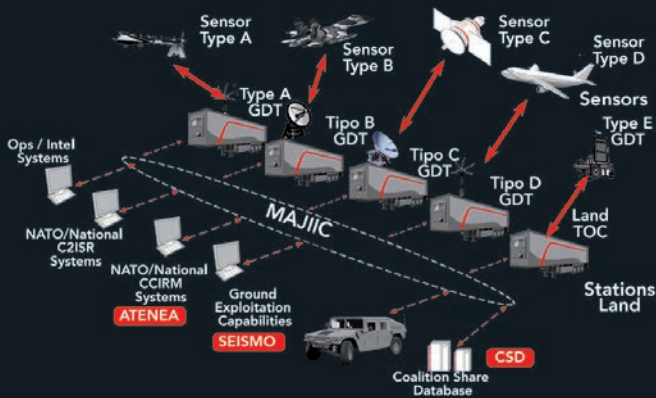 Sensor
Type A
Sensor
Type B
Sensor
Type C
Sensor
Type D
Sensors
Type A
GDT
Tipo B
GDT
Tipo C
GDT
Tipo D
GDT
Type E
GDT
Land
TOC
Stations
Land
MAJIIC
Ops / Intel
Systems
NATO/National
C2ISR
Systems
NATO/National
CCIRM
Systems
ATENEA
Ground
Exploitation
Capabilities
SEISMO
Coalition Share
Database
CSD